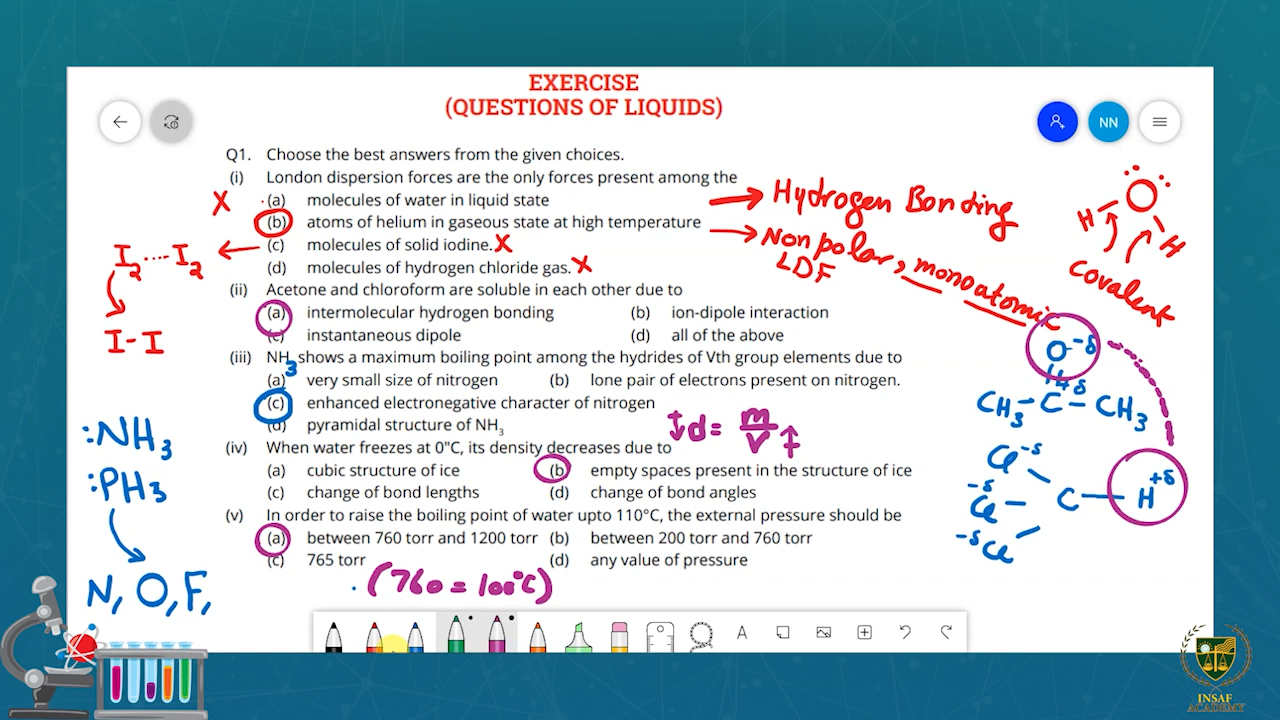 EXERCISE
(QUESTIONS OF LIQUIDS)
NN
Q1. Choose the best answers from the given choices.
(i) London dispersion forces are the only forces present among the
X (a) molecules of water in liquid state → Hydrogen Bonding
(b) atoms of helium in gaseous state at high temperature → Non polar, monoatomic
LDF
(c) molecules of solid iodine. X
(d) molecules of hydrogen chloride gas. X
I₂ ···· I₂
I-I
O
H H
Covalent
(ii) Acetone and chloroform are soluble in each other due to
(a) intermolecular hydrogen bonding (b) ion-dipole interaction
(c) instantaneous dipole (d) all of the above
(iii) NH₃ shows a maximum boiling point among the hydrides of Vth group elements due to
(a) very small size of nitrogen (b) lone pair of electrons present on nitrogen.
(c) enhanced electronegative character of nitrogen
(d) pyramidal structure of NH₃
↓d = m/v ↑
(iv) When water freezes at 0"C, its density decreases due to
(a) cubic structure of ice (b) empty spaces present in the structure of ice
(c) change of bond lengths (d) change of bond angles
(v) In order to raise the boiling point of water upto 110°C, the external pressure should be
(a) between 760 torr and 1200 torr (b) between 200 torr and 760 torr
(c) 765 torr (d) any value of pressure
(760 = 100°C)
:NH₃
:PH₃
N, O, F,
O -δ
+δ
CH₃ - C - CH₃
Cl -δ
-δ Cl - C - H +δ
-δ Cl
A
INSAF
ACADEMY